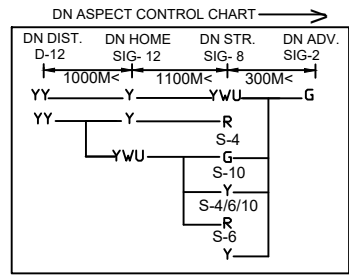 DN ASPECT CONTROL CHART
DN DIST. DN HOME DN STR. DN ADV.
D-12 SIG- 12 SIG- 8 SIG-2
1000M< 1100M< 300M<
YY Y YWU G
YY Y R
S-4
YWU G
S-10
Y
S-4/6/10
R
S-6
Y